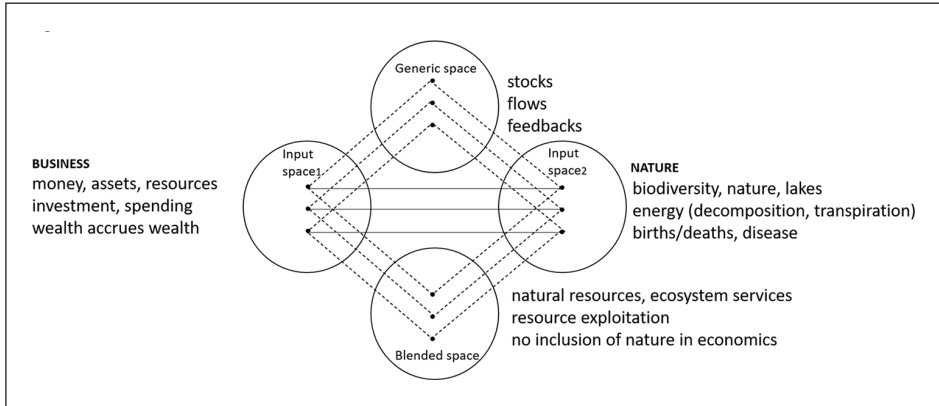 Generic space
stocks
flows
feedbacks
BUSINESS
money, assets, resources
investment, spending
wealth accrues wealth
Input
space1
Input
space2
NATURE
biodiversity, nature, lakes
energy (decomposition, transpiration)
births/deaths, disease
natural resources, ecosystem services
resource exploitation
no inclusion of nature in economics
Blended space